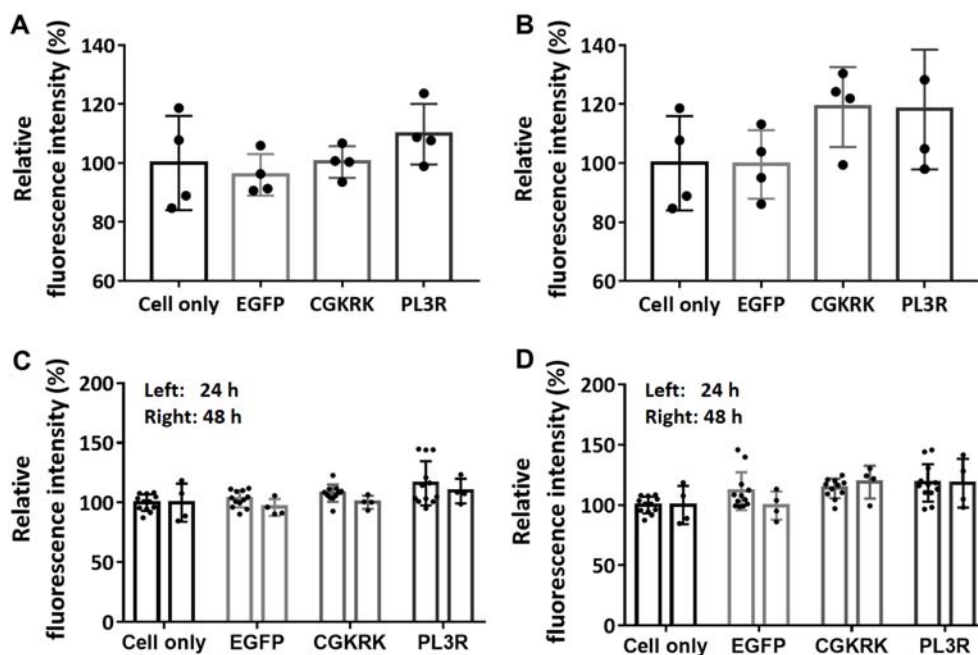 A
Relative
fluorescence intensity (%)
140
120
100
80
60
Cell only EGFP CGKRK PL3R
B
Relative
fluorescence intensity (%)
140
120
100
80
60
Cell only EGFP CGKRK PL3R
C
Relative
fluorescence intensity (%)
200
150
100
50
0
Left: 24 h
Right: 48 h
Cell only EGFP CGKRK PL3R
D
Relative
fluorescence intensity (%)
200
150
100
50
0
Left: 24 h
Right: 48 h
Cell only EGFP CGKRK PL3R